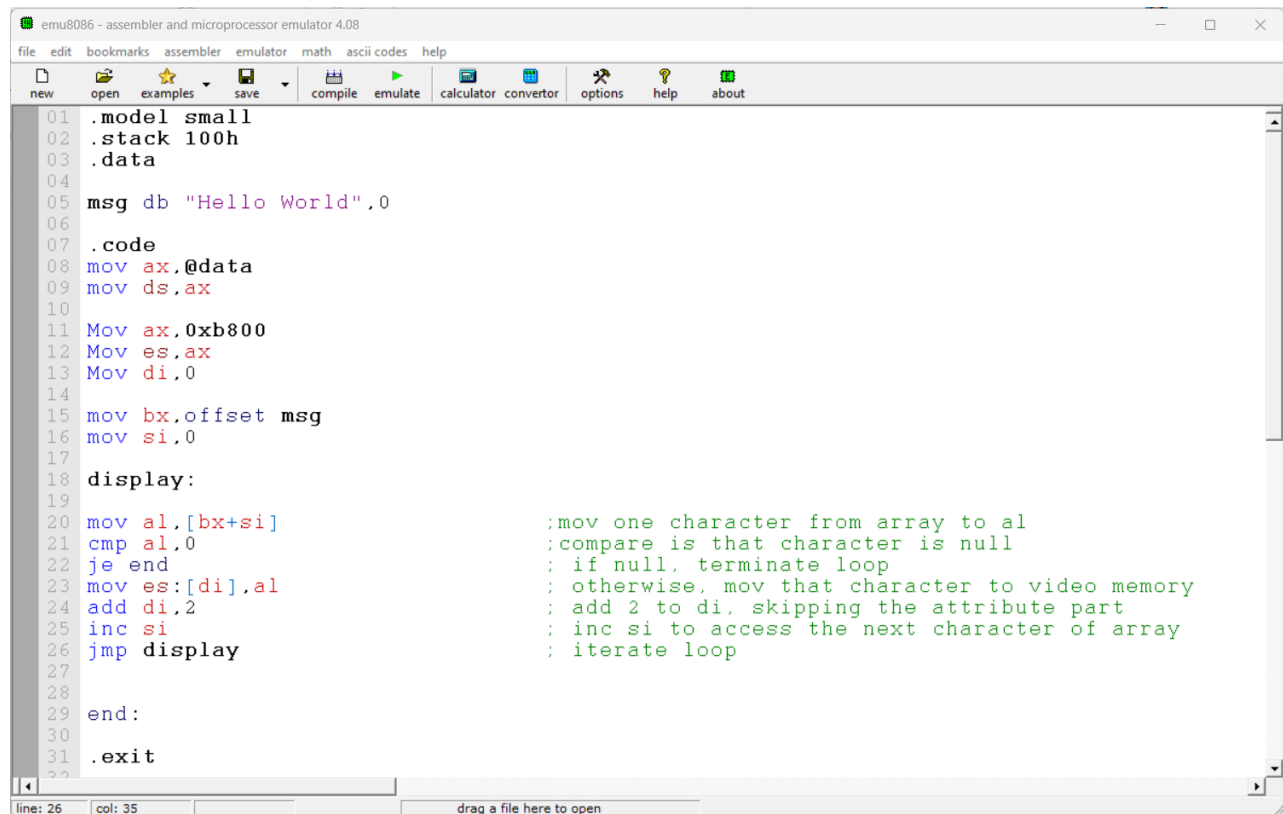 emu8086 - assembler and microprocessor emulator 4.08
file edit bookmarks assembler emulator math ascii codes help
new open examples save compile emulate calculator convertor options help about
01 .model small
02 .stack 100h
03 .data
04
05 msg db "Hello World",0
06
07 .code
08 mov ax,@data
09 mov ds,ax
10
11 Mov ax,0xb800
12 Mov es,ax
13 Mov di,0
14
15 mov bx,offset msg
16 mov si,0
17
18 display:
19
20 mov al,[bx+si] ;mov one character from array to al
21 cmp al,0 ;compare is that character is null
22 je end ; if null, terminate loop
23 mov es:[di],al ; otherwise, mov that character to video memory
24 add di,2 ; add 2 to di, skipping the attribute part
25 inc si ; inc si to access the next character of array
26 jmp display ; iterate loop
27
28
29 end:
30
31 .exit
32
line: 26 col: 35 drag a file here to open